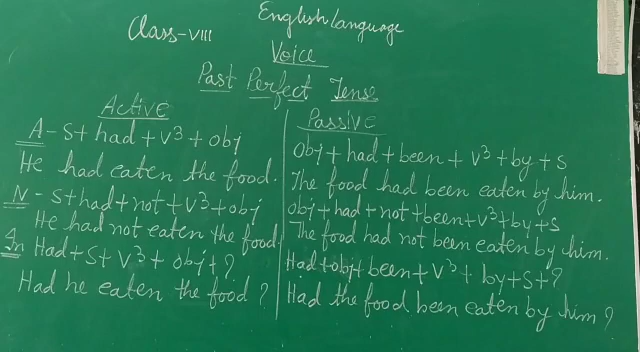 English Language
Class-VIII
Voice
Past Perfect Tense
Active
A - S + had + V3 + obj
He had eaten the food.
N - S + had + not + V3 + obj
He had not eaten the food.
In Had + S + V3 + obj + ?
Had he eaten the food ?
Passive
Obj + had + been + V3 + by + S
The food had been eaten by him.
Obj + had + not + been + V3 + by + S
The food had not been eaten by him.
Had + obj + been + V3 + by + S + ?
Had the food been eaten by him ?